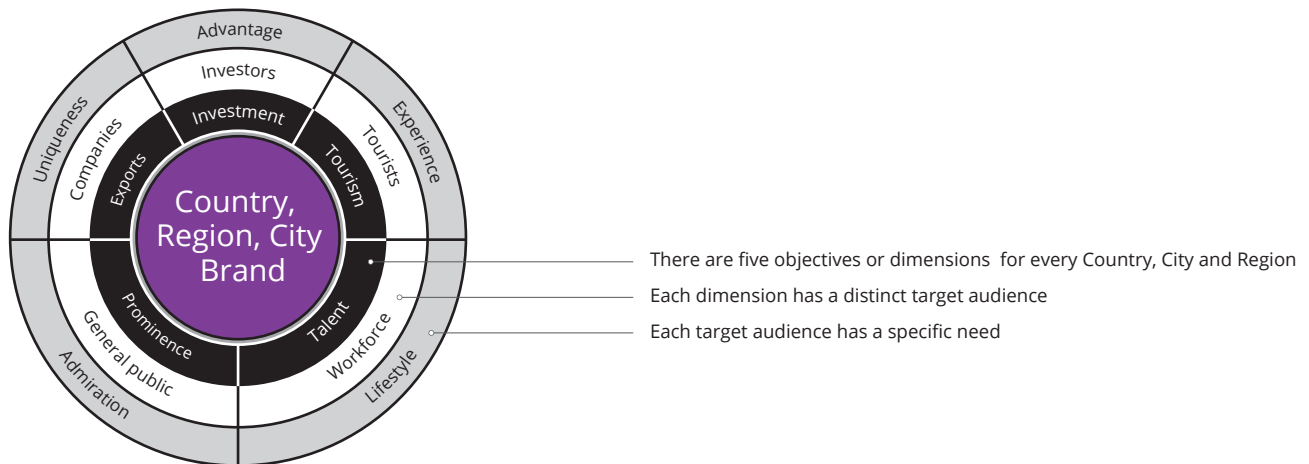 Advantage
Investors
Investment
Uniqueness
Companies
Exports
Experience
Tourists
Tourism
Country,
Region, City
Brand
Prominence
General public
Admiration
Talent
Workforce
Lifestyle
There are five objectives or dimensions for every Country, City and Region
Each dimension has a distinct target audience
Each target audience has a specific need